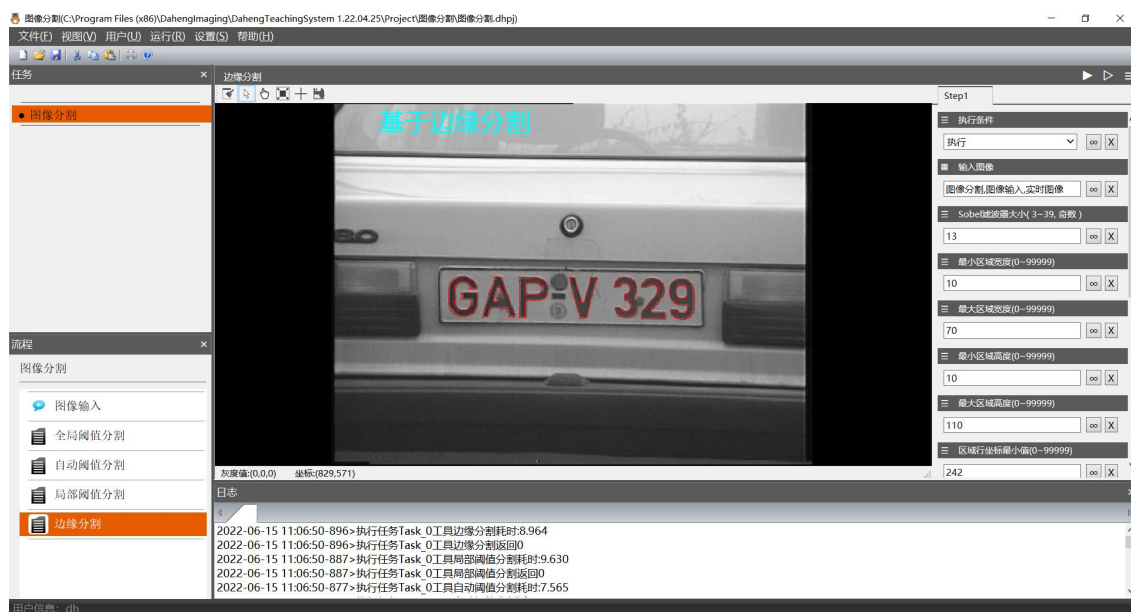 图像分割(C:\Program Files (x86)\DahengImaging\DahengTeachingSystem 1.22.04.25\Project\图像分割\图像分割.dhpj)
文件(F) 视图(V) 用户(U) 运行(R) 设置(S) 帮助(H)
任务
图像分割
流程
图像分割
图像输入
全局阈值分割
自动阈值分割
局部阈值分割
边缘分割
边缘分割
基于边缘分割
80
GAP V 329
灰度值:(0,0,0) 坐标:(829,571)
日志
2022-06-15 11:06:50-896>执行任务Task_0工具边缘分割耗时:8.964
2022-06-15 11:06:50-896>执行任务Task_0工具边缘分割返回0
2022-06-15 11:06:50-887>执行任务Task_0工具局部阈值分割耗时:9.630
2022-06-15 11:06:50-887>执行任务Task_0工具局部阈值分割返回0
2022-06-15 11:06:50-877>执行任务Task_0工具自动阈值分割耗时:7.565
Step1
执行条件
执行 ∞ X
输入图像
图像分割,图像输入,实时图像 ∞ X
Sobel滤波器大小( 3~39, 奇数 )
13 ∞ X
最小区域宽度(0~99999)
10 ∞ X
最大区域宽度(0~99999)
70 ∞ X
最小区域高度(0~99999)
10 ∞ X
最大区域高度(0~99999)
110 ∞ X
区域行坐标最小值(0~99999)
242 ∞ X
用户信息: dh